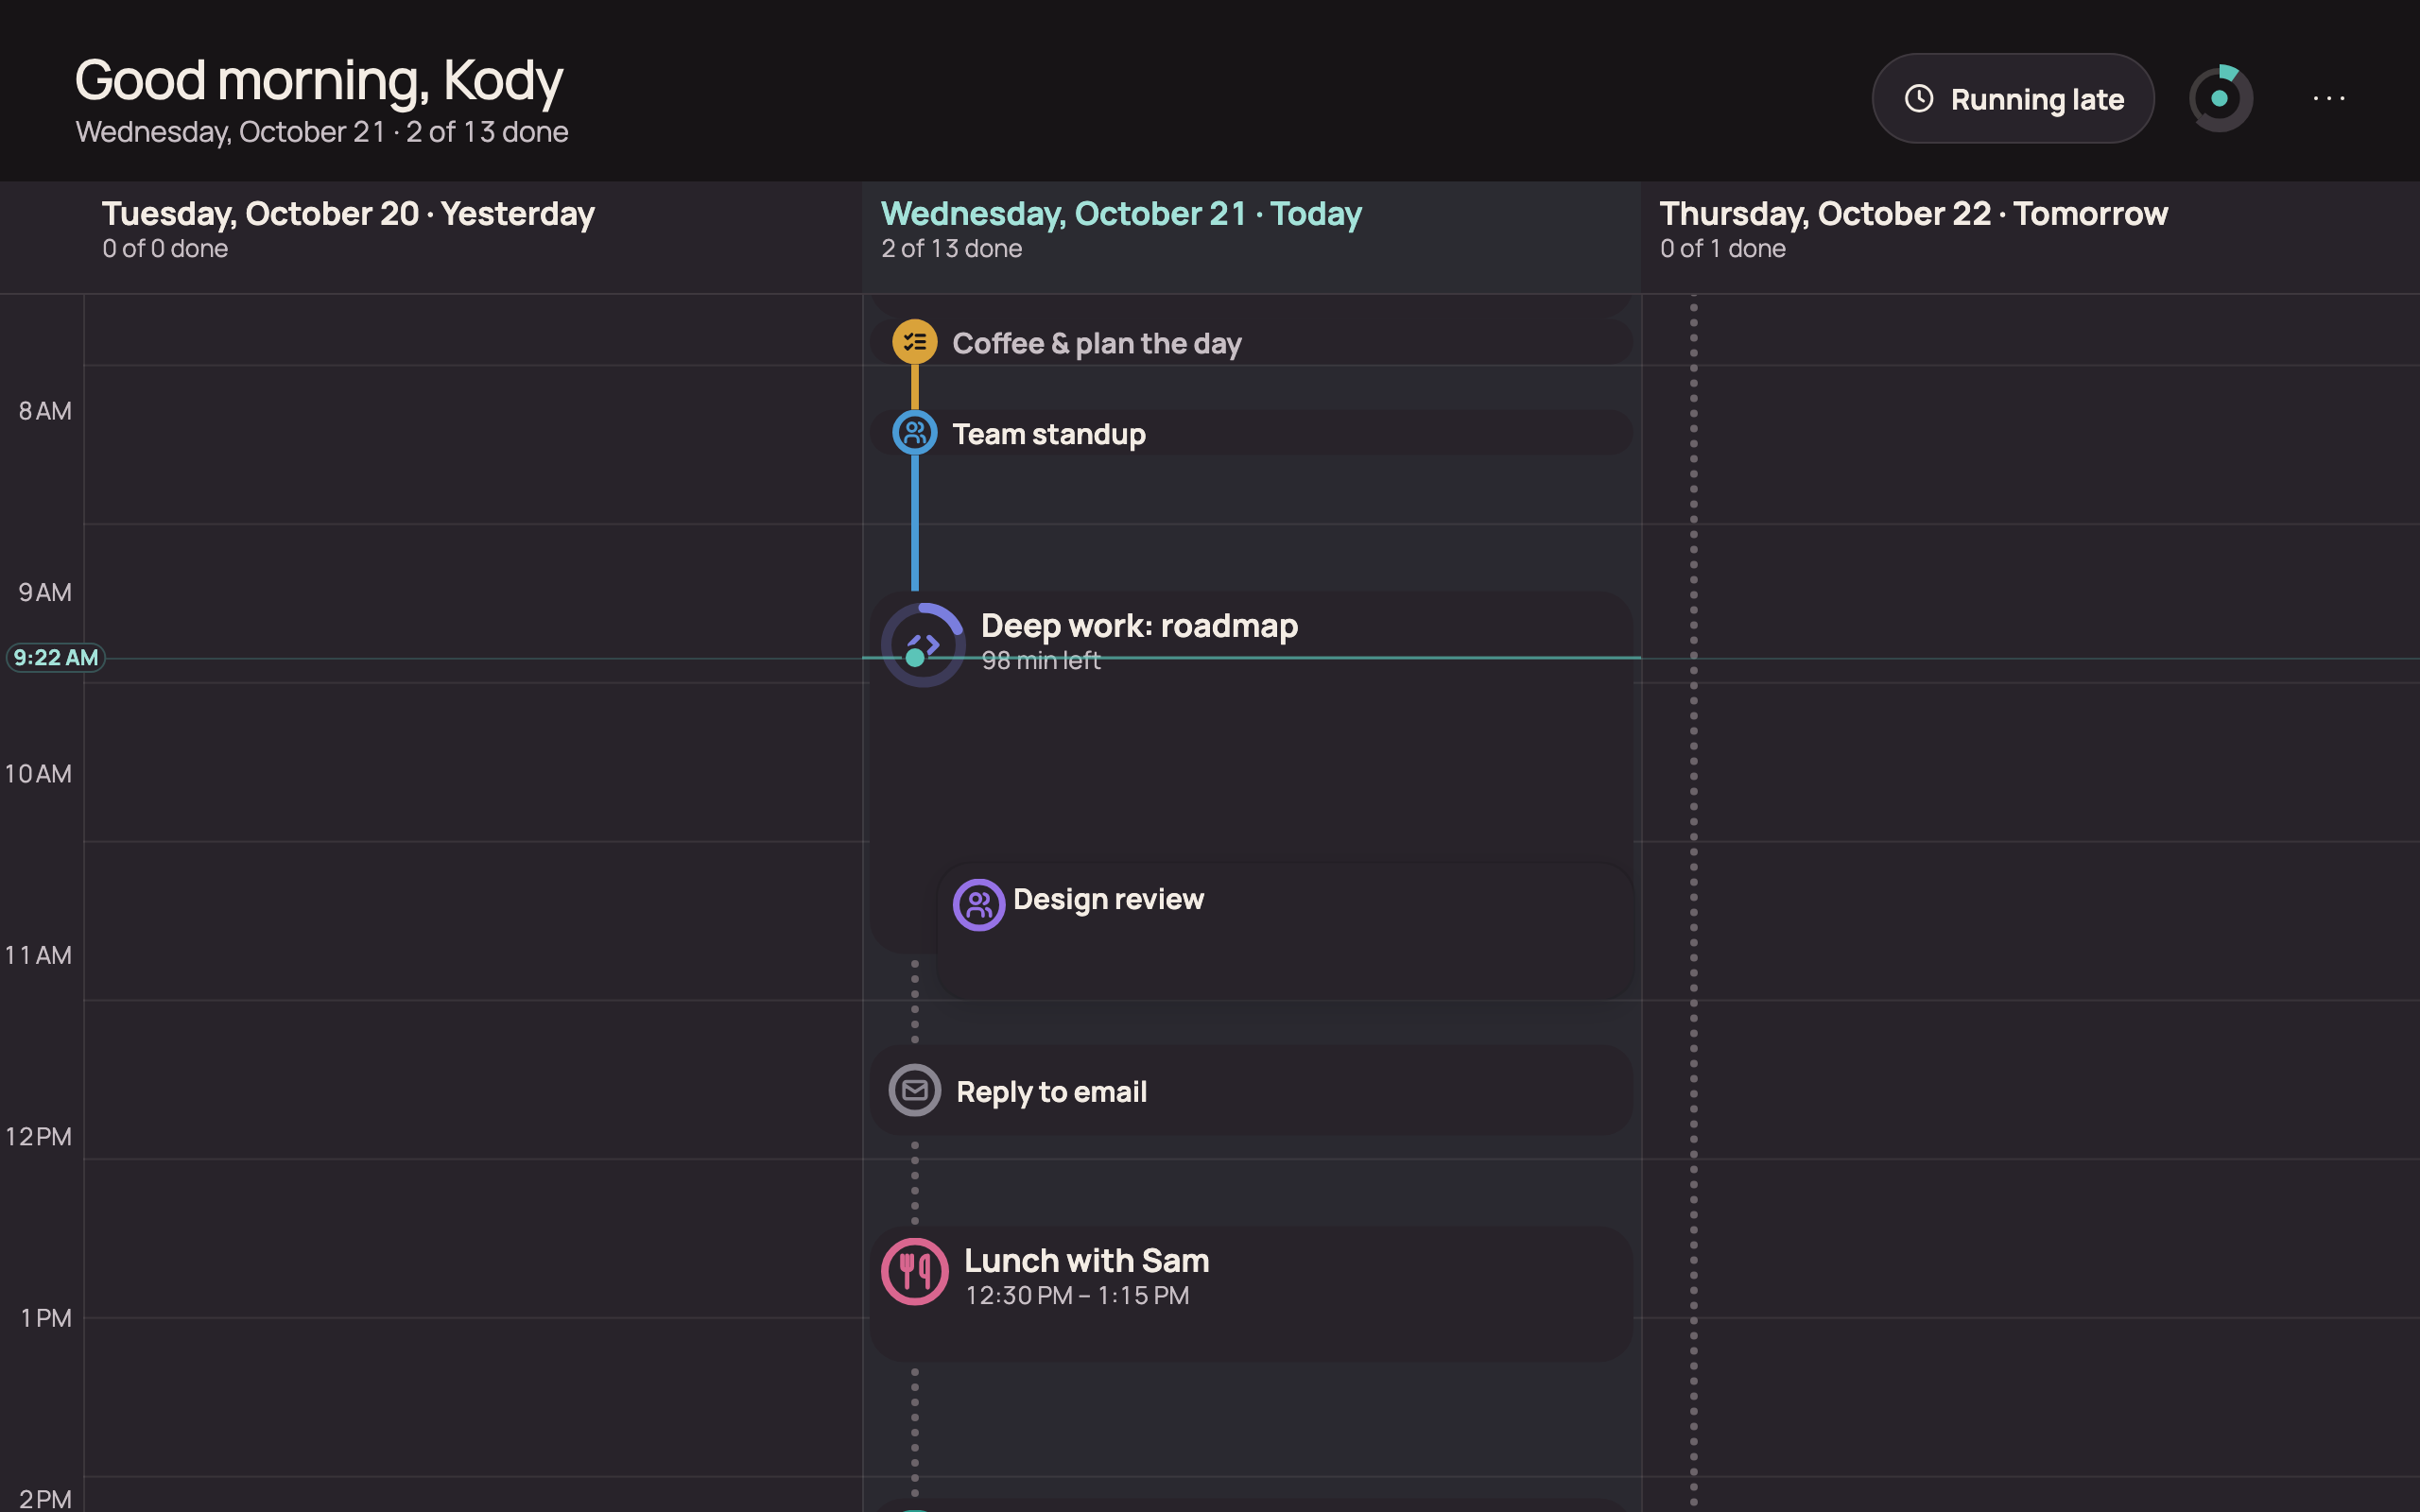 Good morning, Kody
Wednesday, October 21 · 2 of 13 done
Running late
Tuesday, October 20 · Yesterday
0 of 0 done
Wednesday, October 21 · Today
2 of 13 done
Thursday, October 22 · Tomorrow
0 of 1 done
Coffee & plan the day
8 AM
Team standup
9 AM
Deep work: roadmap
9:22 AM
98 min left
10 AM
Design review
11 AM
Reply to email
12 PM
Lunch with Sam
12:30 PM – 1:15 PM
1 PM
2 PM